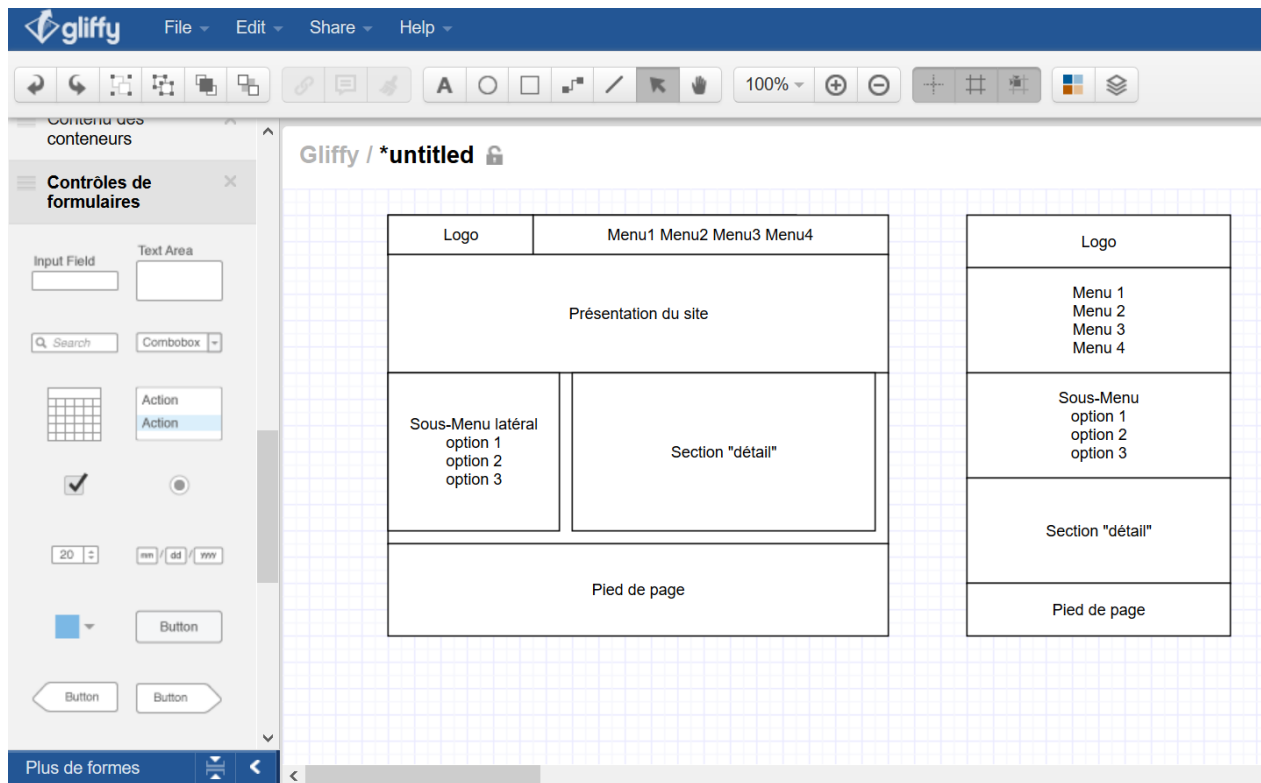 gliffy File Edit Share Help
A 100%
Contenu des
conteneurs
Contrôles de
formulaires
Input Field
Text Area
Search
Combobox
Action
Action
20
mm / dd / yyyy
Button
Button
Button
Plus de formes
Gliffy / *untitled
Logo
Menu1 Menu2 Menu3 Menu4
Présentation du site
Sous-Menu latéral
option 1
option 2
option 3
Section "détail"
Pied de page
Logo
Menu 1
Menu 2
Menu 3
Menu 4
Sous-Menu
option 1
option 2
option 3
Section "détail"
Pied de page